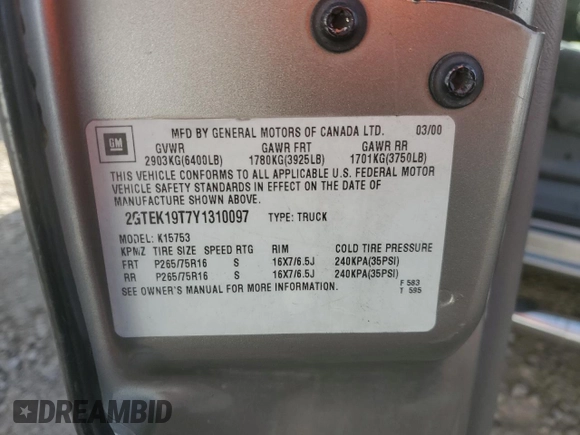 GM
MFD BY GENERAL MOTORS OF CANADA LTD. 03/00
GVWR GAWR FRT GAWR RR
2903KG(6400LB) 1780KG(3925LB) 1701KG(3750LB)
THIS VEHICLE CONFORMS TO ALL APPLICABLE U.S. FEDERAL MOTOR
VEHICLE SAFETY STANDARDS IN EFFECT ON THE DATE OF
MANUFACTURE SHOWN ABOVE.
2GTEK19T7Y1310097 TYPE: TRUCK
MODEL: K15753
KPMZ TIRE SIZE SPEED RTG RIM COLD TIRE PRESSURE
FRT P265/75R16 S 16X7/6.5J 240KPA(35PSI)
RR P265/75R16 S 16X7/6.5J 240KPA(35PSI)
SEE OWNER'S MANUAL FOR MORE INFORMATION.
F 583
T 595
DREAMBID